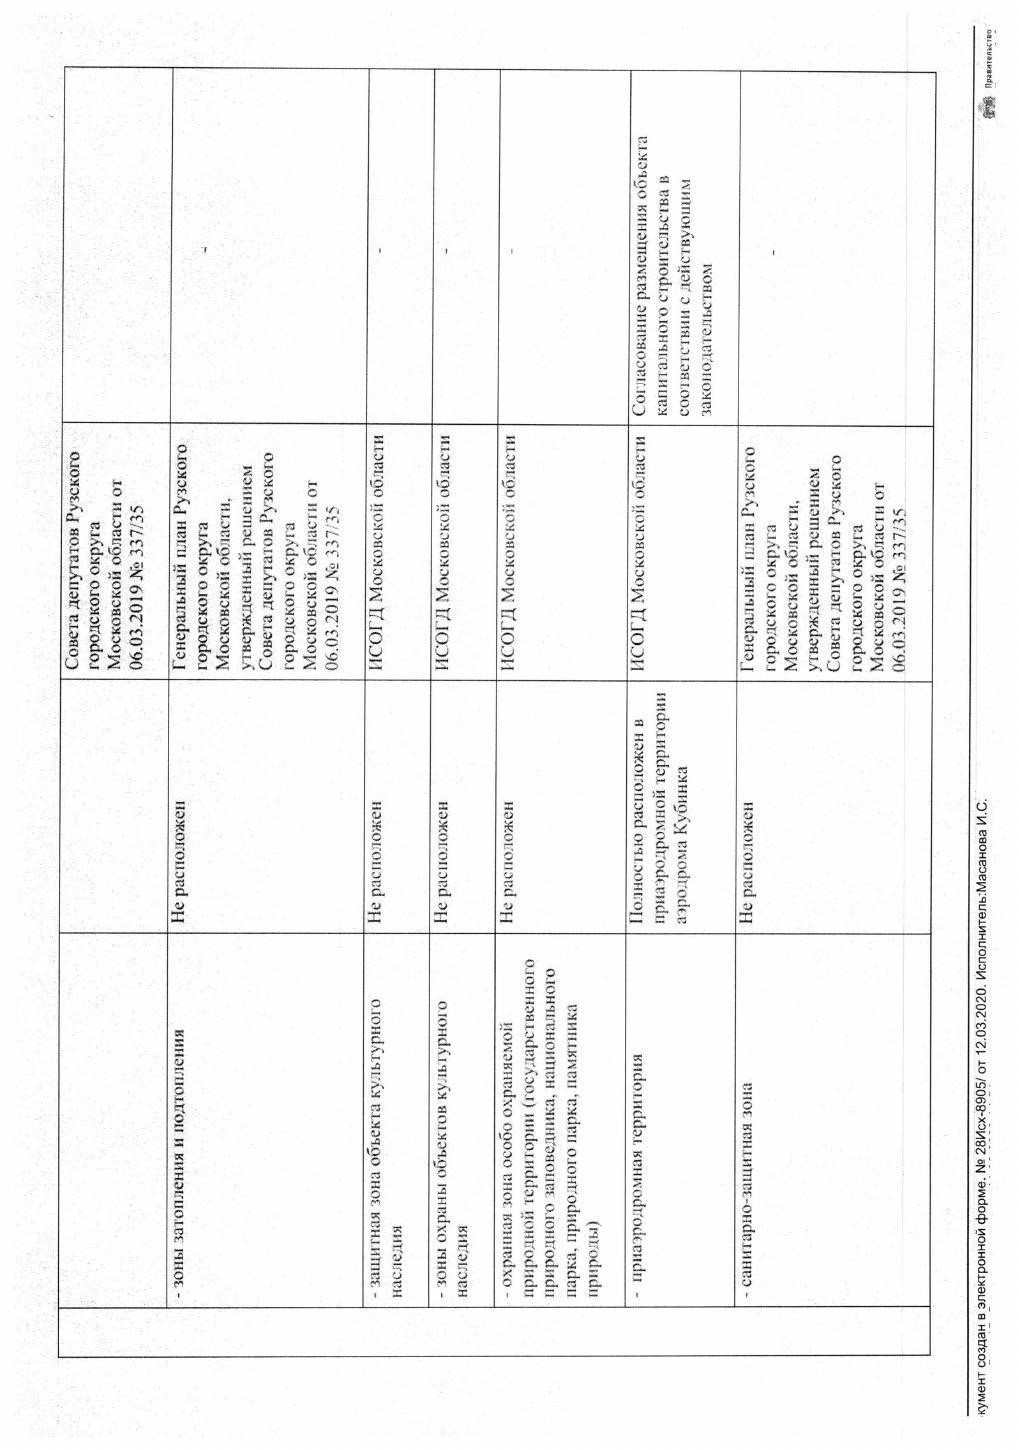 Совета депутатов Рузского
городского округа
Московской области от
06.03.2019 № 337/35
- зоны затопления и подтопления
Не расположен
Генеральный план Рузского
городского округа
Московской области,
утвержденный решением
Совета депутатов Рузского
городского округа
Московской области от
06.03.2019 № 337/35
-
- защитная зона объекта культурного
наследия
Не расположен
ИСОГД Московской области
-
- зоны охраны объектов культурного
наследия
Не расположен
ИСОГД Московской области
-
- охранная зона особо охраняемой
природной территории (государственного
природного заповедника, национального
парка, природного парка, памятника
природы)
Не расположен
ИСОГД Московской области
-
- приаэродромная территория
Полностью расположен в
приаэродромной территории
аэродрома Кубинка
ИСОГД Московской области
Согласование размещения объекта
капитального строительства в
соответствии с действующим
законодательством
- санитарно-защитная зона
Не расположен
Генеральный план Рузского
городского округа
Московской области,
утвержденный решением
Совета депутатов Рузского
городского округа
Московской области от
06.03.2019 № 337/35
-
кумент создан в электронной форме. № 28Исх-8905/ от 12.03.2020. Исполнитель:Масанова И.С.
Правительство